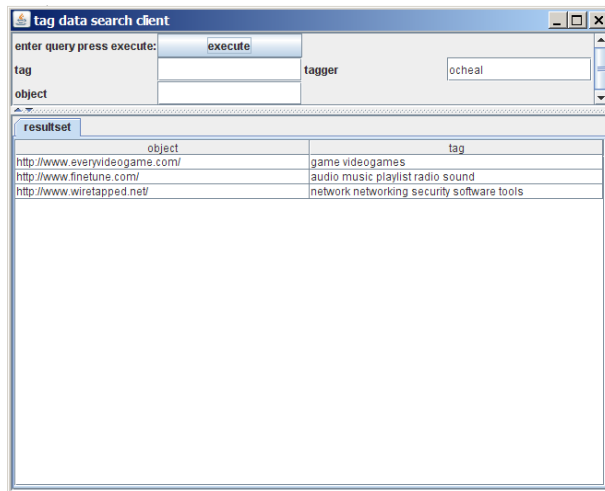 tag data search client
enter query press execute: execute
tag tagger ocheal
object
resultset
object tag
http://www.everyvideogame.com/ game videogames
http://www.finetune.com/ audio music playlist radio sound
http://www.wiretapped.net/ network networking security software tools